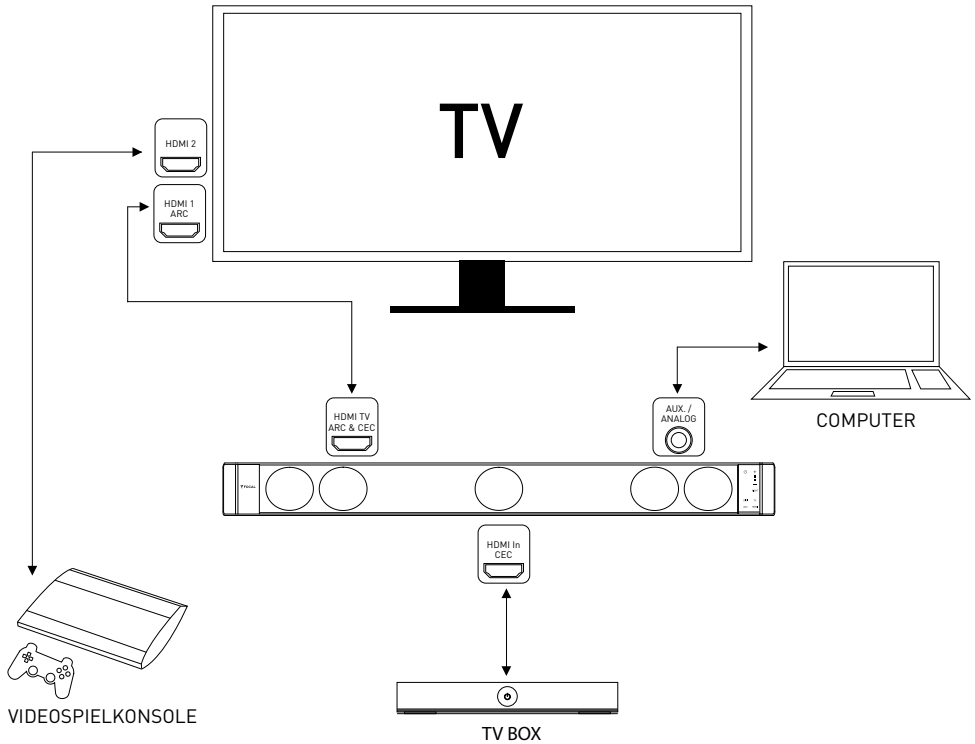 TV
HDMI 2
HDMI 1
ARC
HDMI TV
ARC & CEC
AUX. /
ANALOG
COMPUTER
FOCAL
HDMI In
CEC
VIDEOSPIELKONSOLE
TV BOX